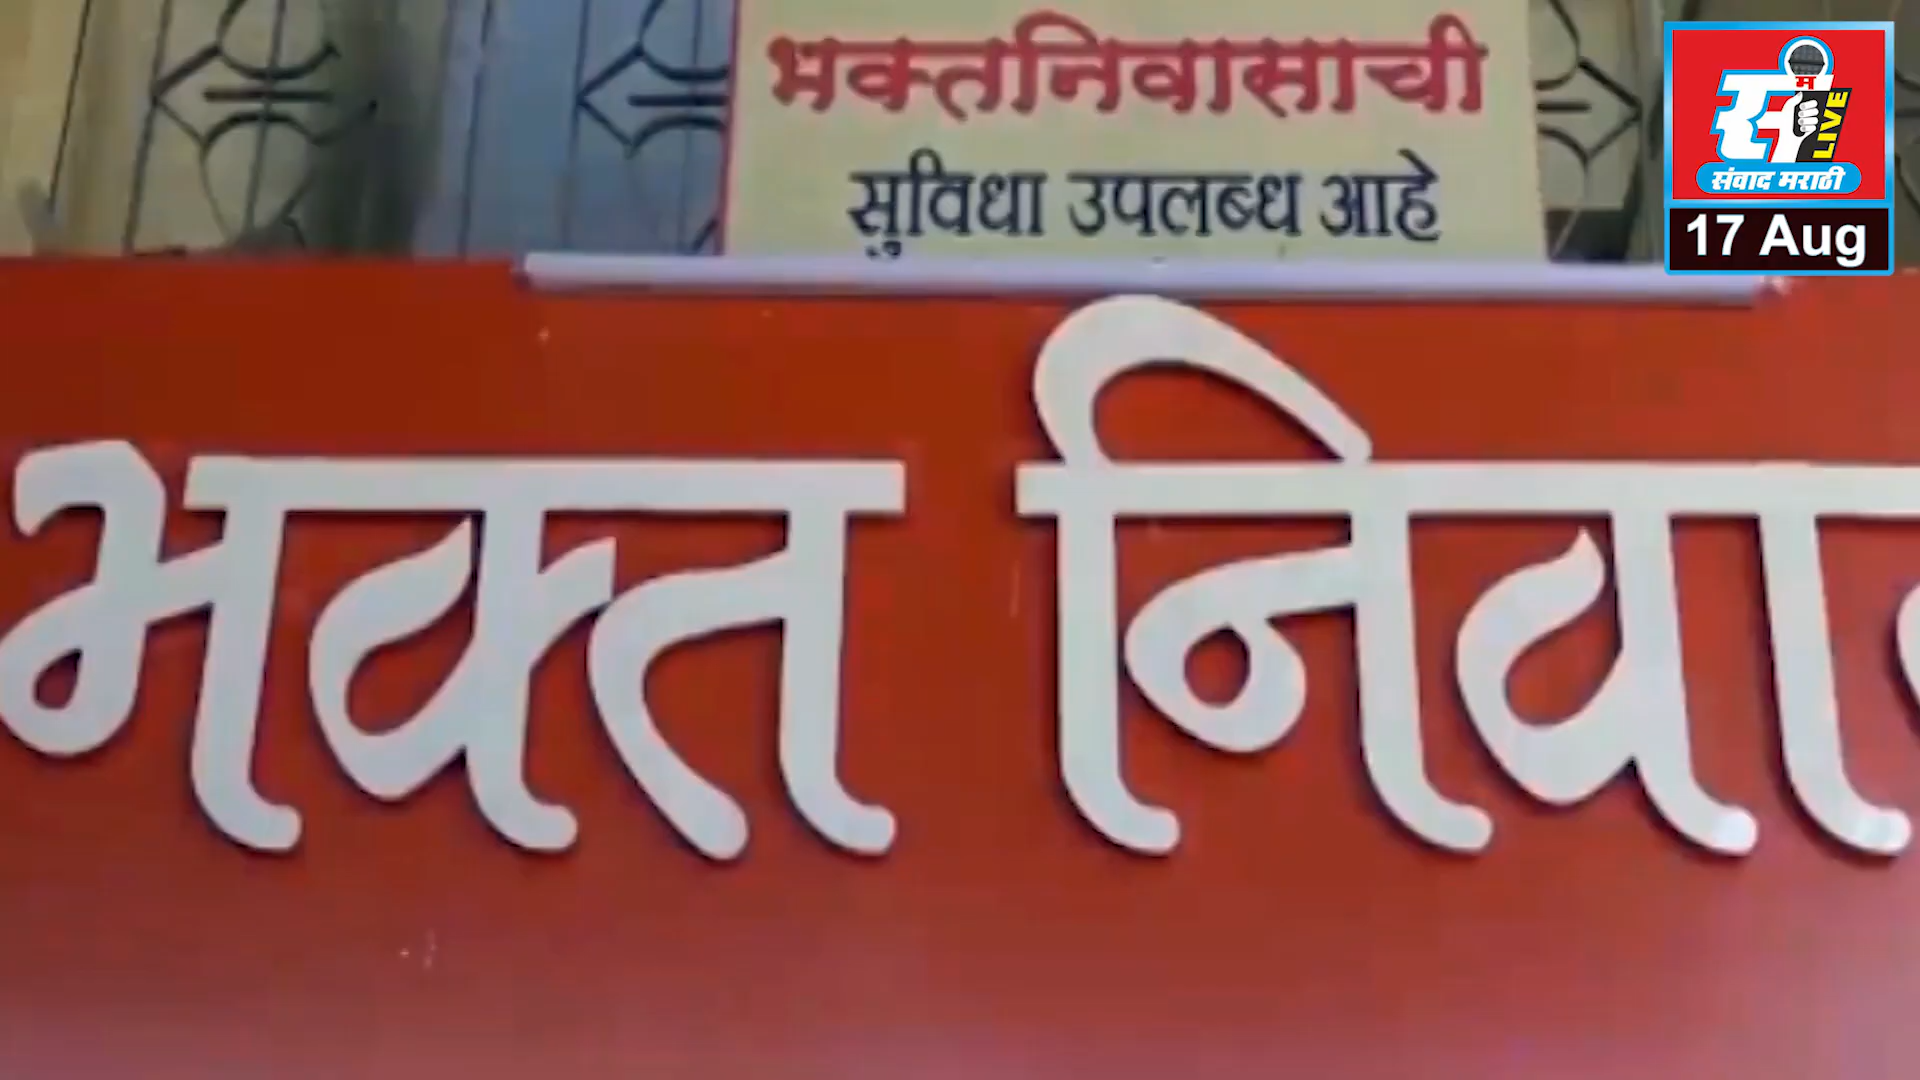 भक्तनिवासाची
सुविधा उपलब्ध आहे
भक्त निवा
स
म
LIVE
संवाद मराठी
17 Aug